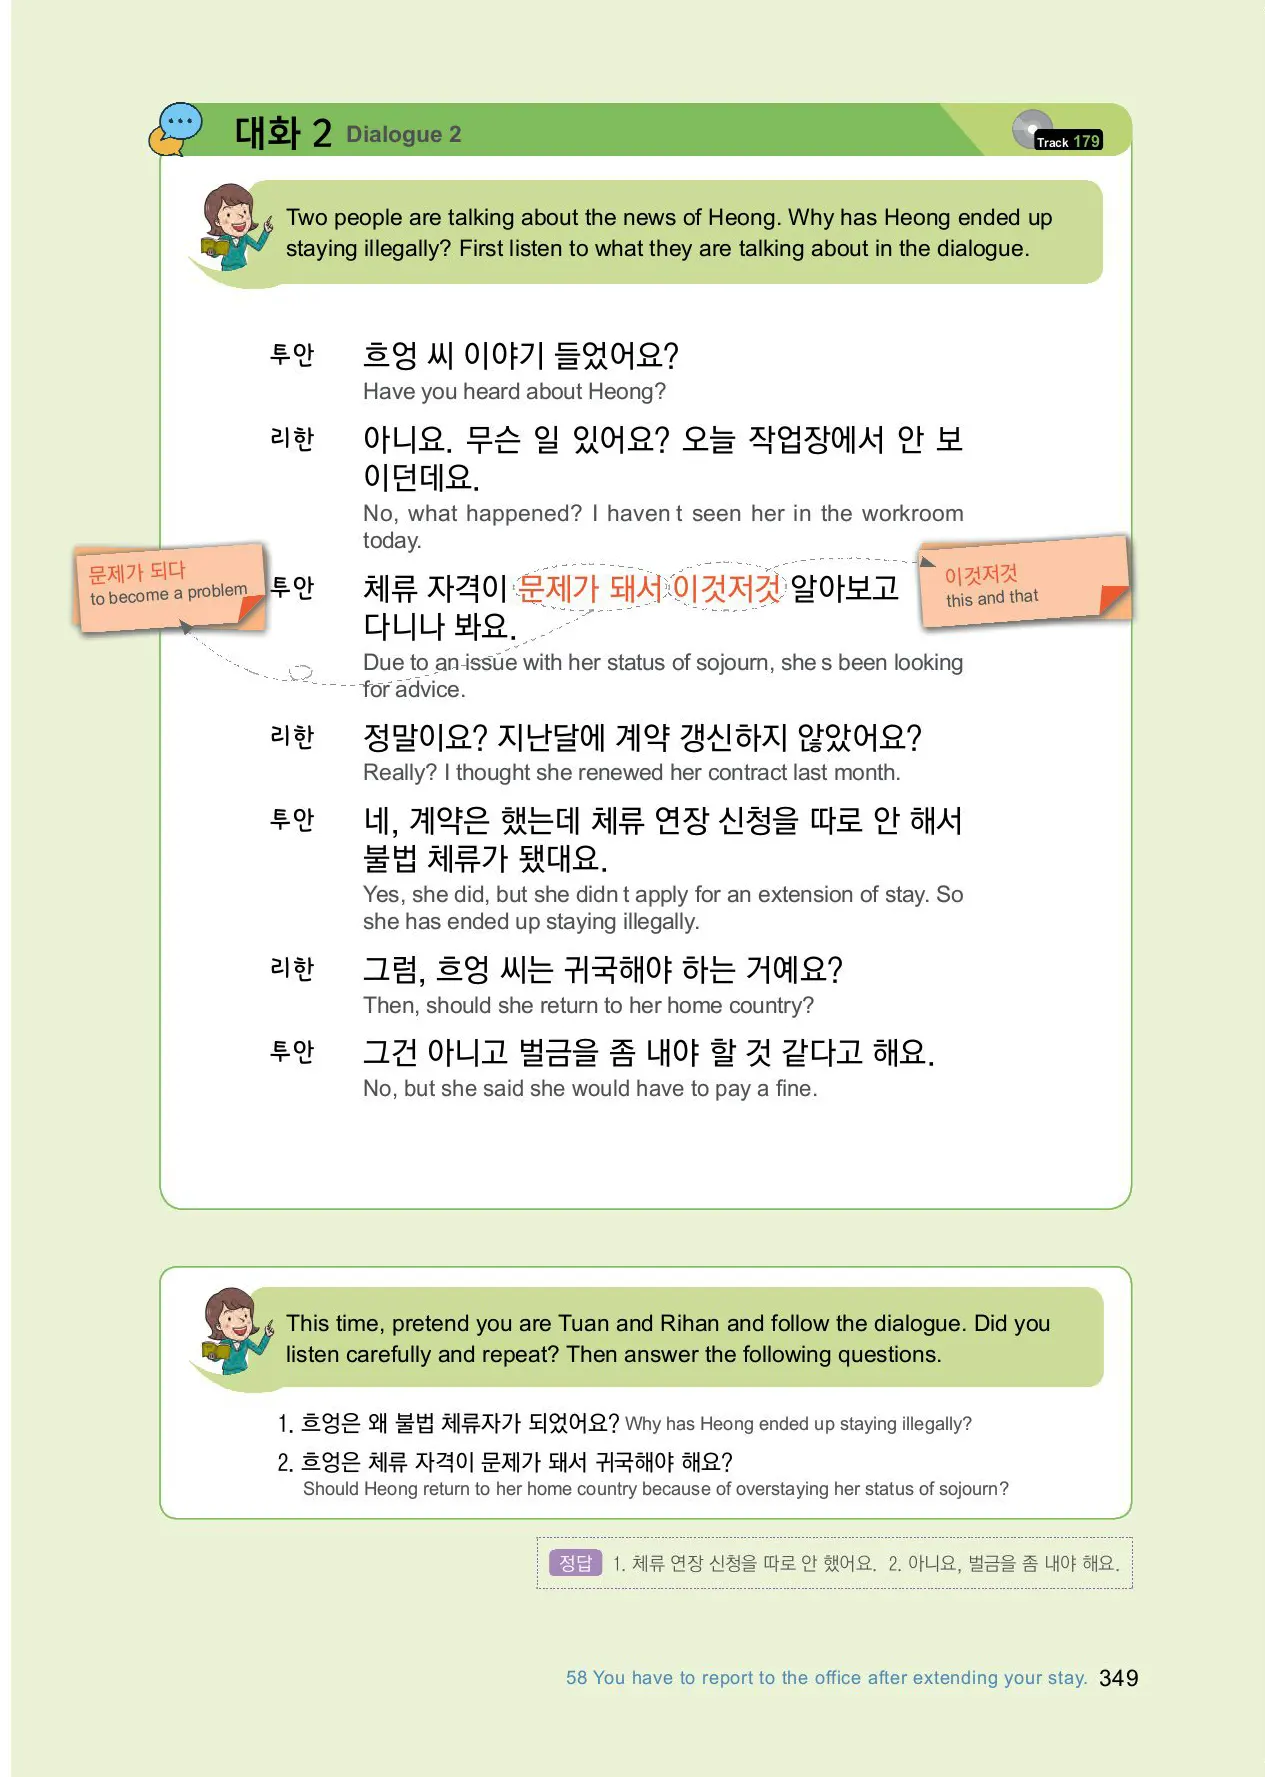 대화 2 Dialogue 2
Track 179
Two people are talking about the news of Heong. Why has Heong ended up
staying illegally? First listen to what they are talking about in the dialogue.
투안 흐엉 씨 이야기 들었어요?
Have you heard about Heong?
리한 아니요. 무슨 일 있어요? 오늘 작업장에서 안 보
이던데요.
No, what happened? I haven t seen her in the workroom
today.
문제가 되다
to become a problem
투안 체류 자격이 문제가 돼서 이것저것 알아보고
다니나 봐요.
이것저것
this and that
Due to an issue with her status of sojourn, she s been looking
for advice.
리한 정말이요? 지난달에 계약 갱신하지 않았어요?
Really? I thought she renewed her contract last month.
투안 네, 계약은 했는데 체류 연장 신청을 따로 안 해서
불법 체류가 됐대요.
Yes, she did, but she didn t apply for an extension of stay. So
she has ended up staying illegally.
리한 그럼, 흐엉 씨는 귀국해야 하는 거예요?
Then, should she return to her home country?
투안 그건 아니고 벌금을 좀 내야 할 것 같다고 해요.
No, but she said she would have to pay a fine.
This time, pretend you are Tuan and Rihan and follow the dialogue. Did you
listen carefully and repeat? Then answer the following questions.
1. 흐엉은 왜 불법 체류자가 되었어요? Why has Heong ended up staying illegally?
2. 흐엉은 체류 자격이 문제가 돼서 귀국해야 해요?
Should Heong return to her home country because of overstaying her status of sojourn?
정답 1. 체류 연장 신청을 따로 안 했어요. 2. 아니요, 벌금을 좀 내야 해요.
58 You have to report to the office after extending your stay. 349